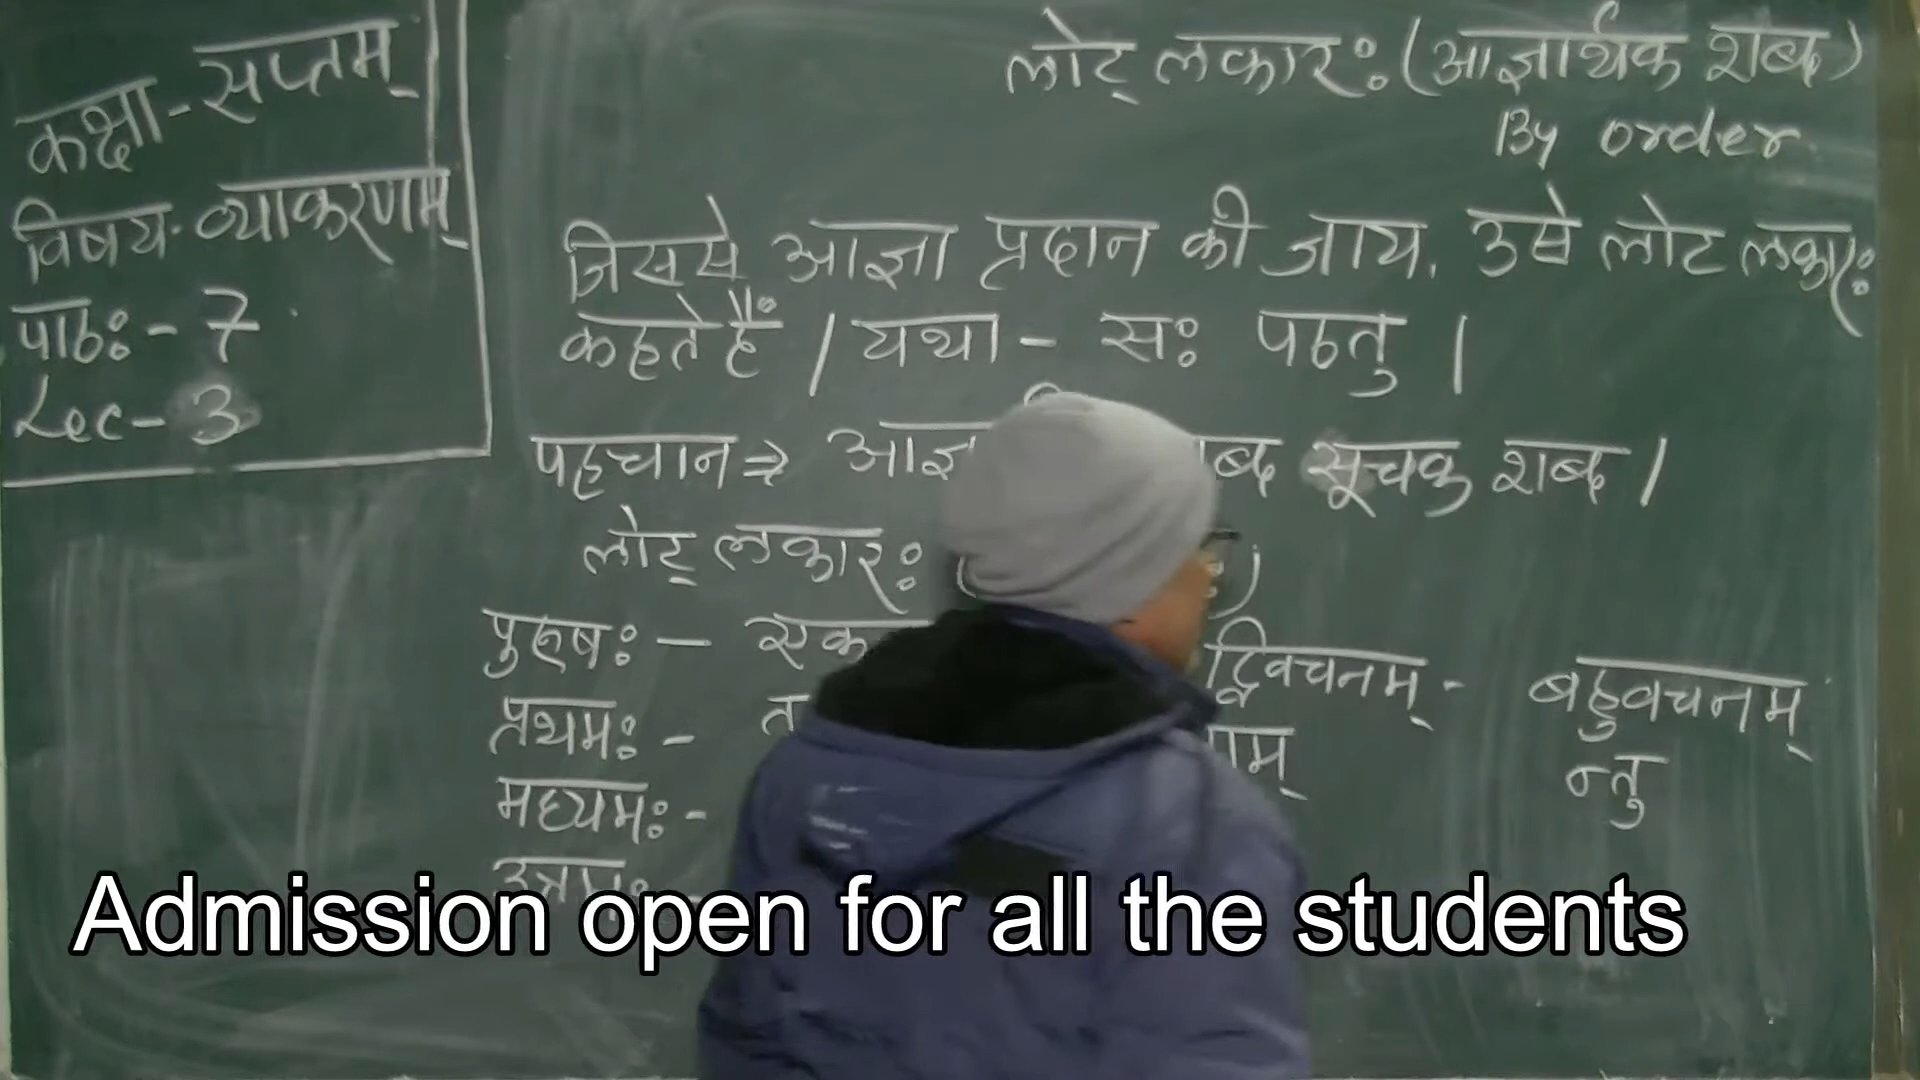 कक्षा - सप्तम्
विषय - व्याकरणम्
पाठः - 7
Lec - 3
लोट् लकारः (आज्ञार्थक शब्द)
By order
जिससे आज्ञा प्रदान की जाय, उसे लोट लकारः
कहते हैं / यथा - सः पठतु ।
पहचान ⇒ सूचक शब्द /
लोट् लकारः (
पुरुषः — एक द्विवचनम् - बहुवचनम्
प्रथमः - न्तु
मध्यमः -
Admission open for all the students